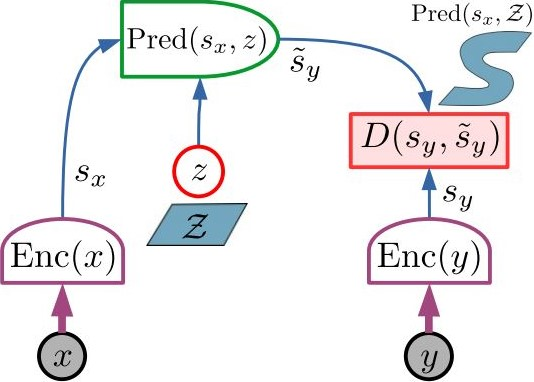 Pred(s_x, 𝒵)
Pred(s_x, z)
s̃_y
D(s_y, s̃_y)
z
s_x
s_y
𝒵
Enc(x)
Enc(y)
x
y